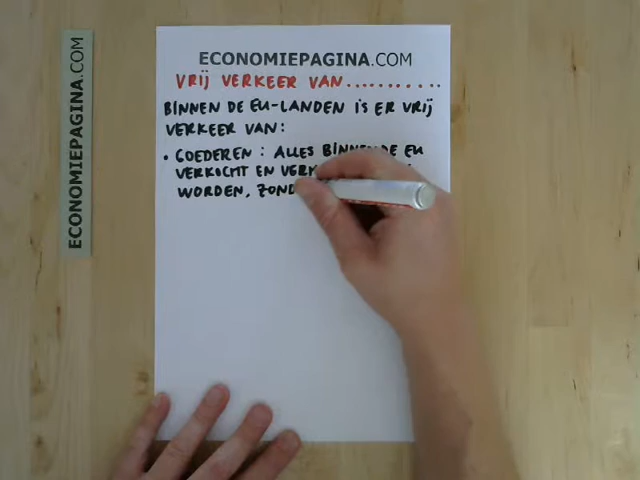 ECONOMIEPAGINA.COM
ECONOMIEPAGINA.COM
VRIJ VERKEER VAN..........
BINNEN DE EU-LANDEN IS ER VRIJ
VERKEER VAN:
• GOEDEREN: ALLES BINNEN DE EU
VERKOCHT EN
WORDEN, ZOND